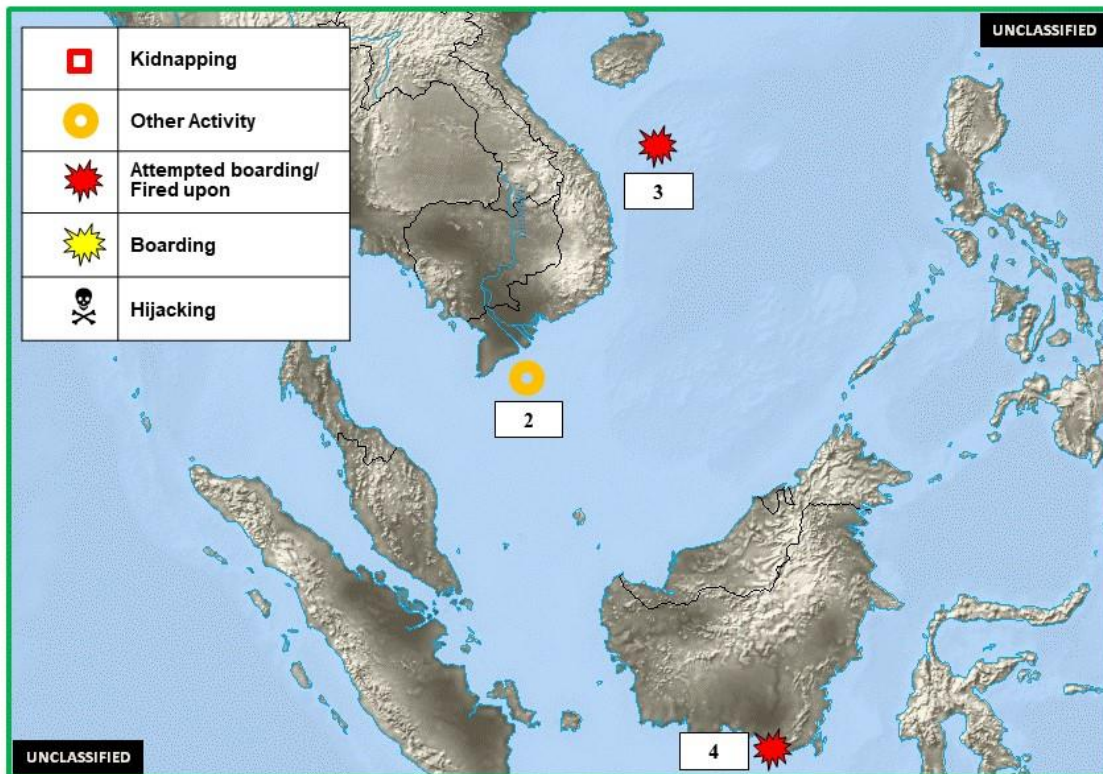 UNCLASSIFIED
Kidnapping
Other Activity
Attempted boarding/
Fired upon
Boarding
Hijacking
3
2
4
UNCLASSIFIED